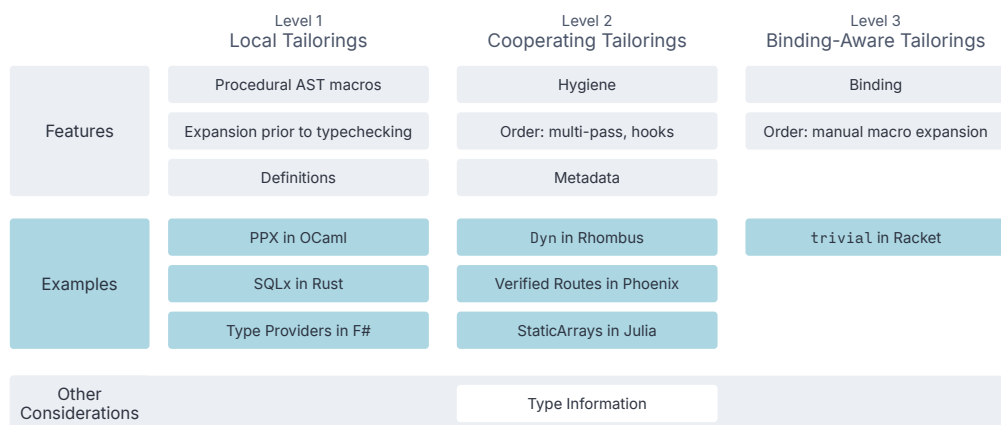 Level 1
Local Tailorings
Level 2
Cooperating Tailorings
Level 3
Binding-Aware Tailorings
Features
Procedural AST macros
Hygiene
Binding
Expansion prior to typechecking
Order: multi-pass, hooks
Order: manual macro expansion
Definitions
Metadata
Examples
PPX in OCaml
Dyn in Rhombus
trivial in Racket
SQLx in Rust
Verified Routes in Phoenix
Type Providers in F#
StaticArrays in Julia
Other
Considerations
Type Information